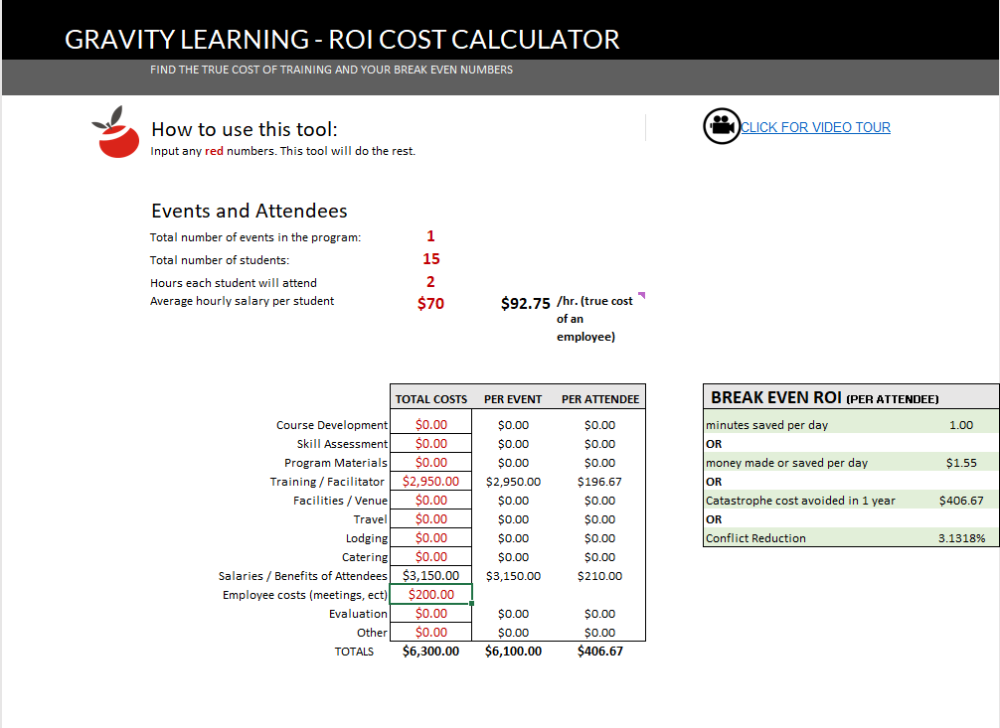 GRAVITY LEARNING - ROI COST CALCULATOR
FIND THE TRUE COST OF TRAINING AND YOUR BREAK EVEN NUMBERS
How to use this tool:
Input any red numbers. This tool will do the rest.
CLICK FOR VIDEO TOUR
Events and Attendees
Total number of events in the program: 1
Total number of students: 15
Hours each student will attend 2
Average hourly salary per student $70 $92.75 /hr. (true cost
of an
employee)
TOTAL COSTS PER EVENT PER ATTENDEE
Course Development $0.00 $0.00 $0.00
Skill Assessment $0.00 $0.00 $0.00
Program Materials $0.00 $0.00 $0.00
Training / Facilitator $2,950.00 $2,950.00 $196.67
Facilities / Venue $0.00 $0.00 $0.00
Travel $0.00 $0.00 $0.00
Lodging $0.00 $0.00 $0.00
Catering $0.00 $0.00 $0.00
Salaries / Benefits of Attendees $3,150.00 $3,150.00 $210.00
Employee costs (meetings, ect) $200.00
Evaluation $0.00 $0.00 $0.00
Other $0.00 $0.00 $0.00
TOTALS $6,300.00 $6,100.00 $406.67
BREAK EVEN ROI (PER ATTENDEE)
minutes saved per day 1.00
OR
money made or saved per day $1.55
OR
Catastrophe cost avoided in 1 year $406.67
OR
Conflict Reduction 3.1318%